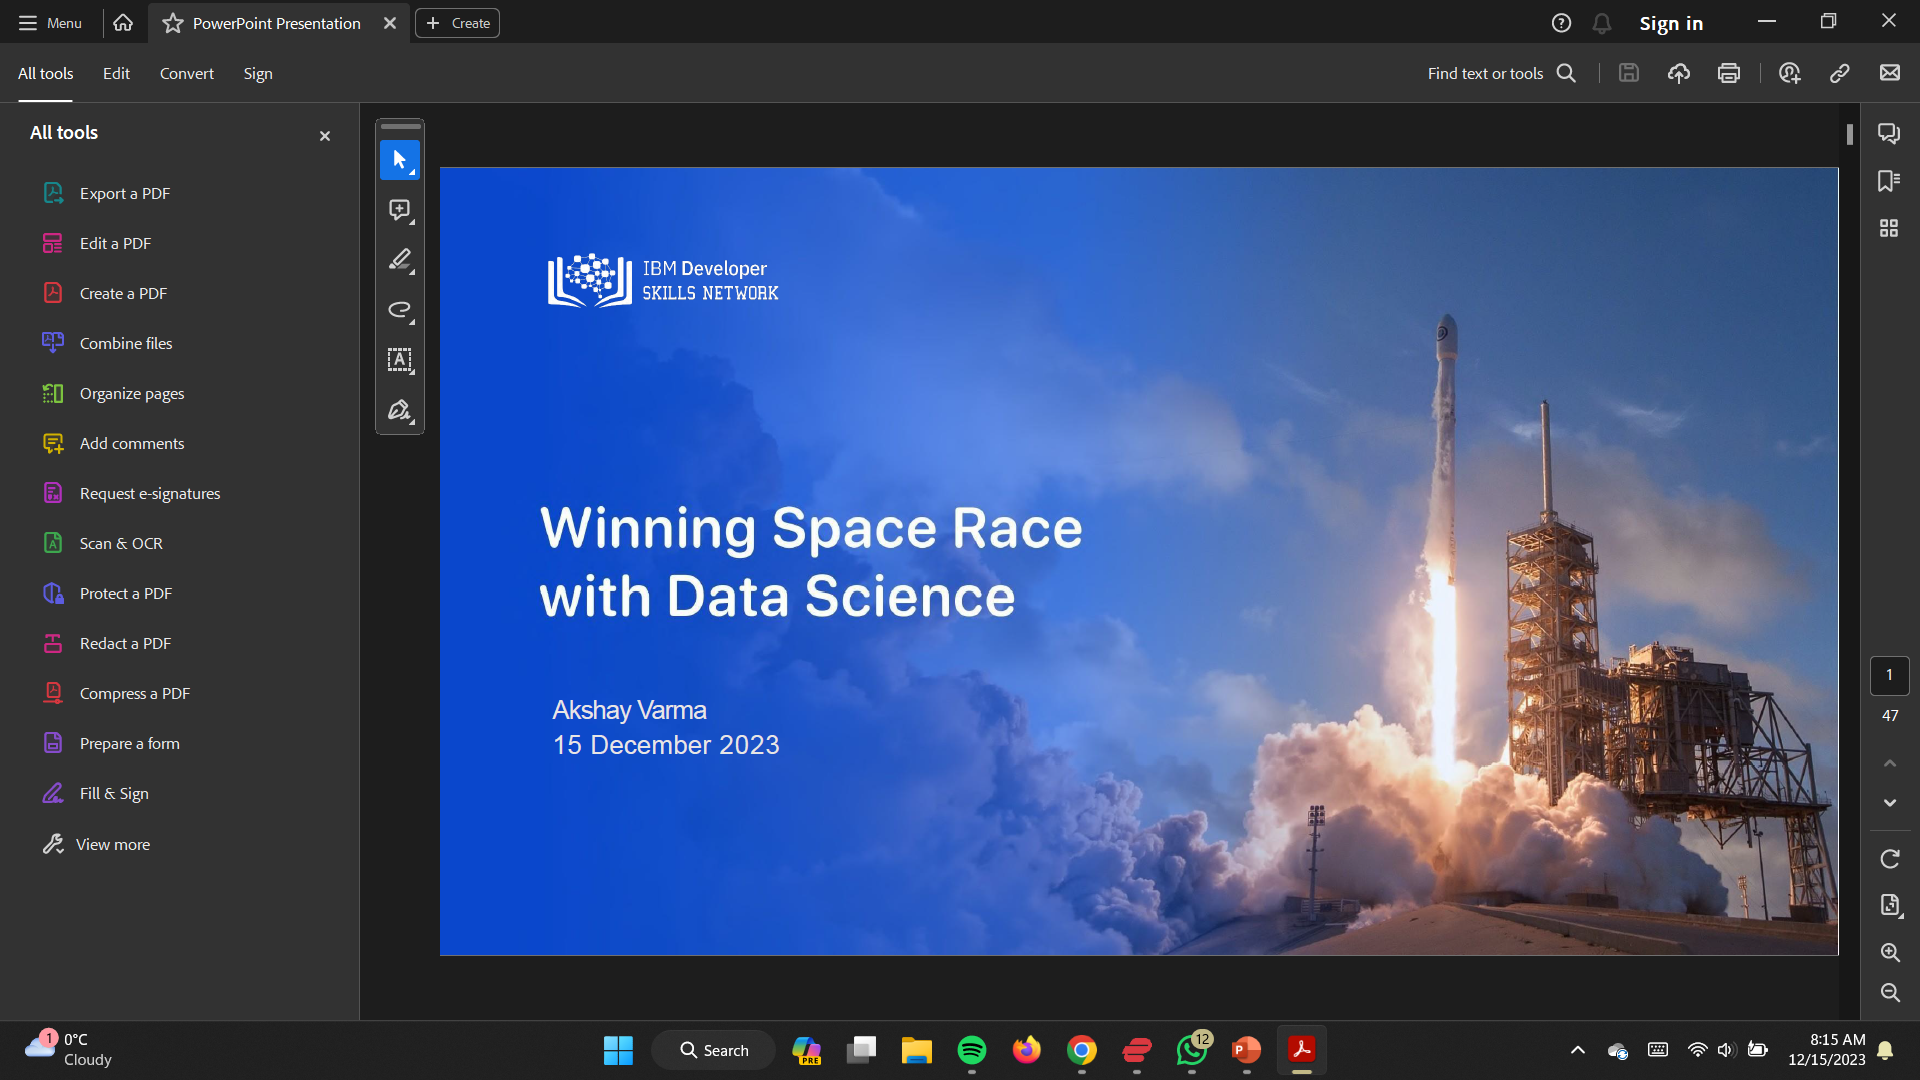 Menu
PowerPoint Presentation
Create
Sign in
All tools
Edit
Convert
Sign
Find text or tools
All tools
Export a PDF
Edit a PDF
Create a PDF
Combine files
Organize pages
Add comments
Request e-signatures
Scan & OCR
Protect a PDF
Redact a PDF
Compress a PDF
Prepare a form
Fill & Sign
View more
IBM Developer
SKILLS NETWORK
Winning Space Race
with Data Science
Akshay Varma
15 December 2023
1
47
1
0°C
Cloudy
Search
PRE
12
8:15 AM
12/15/2023